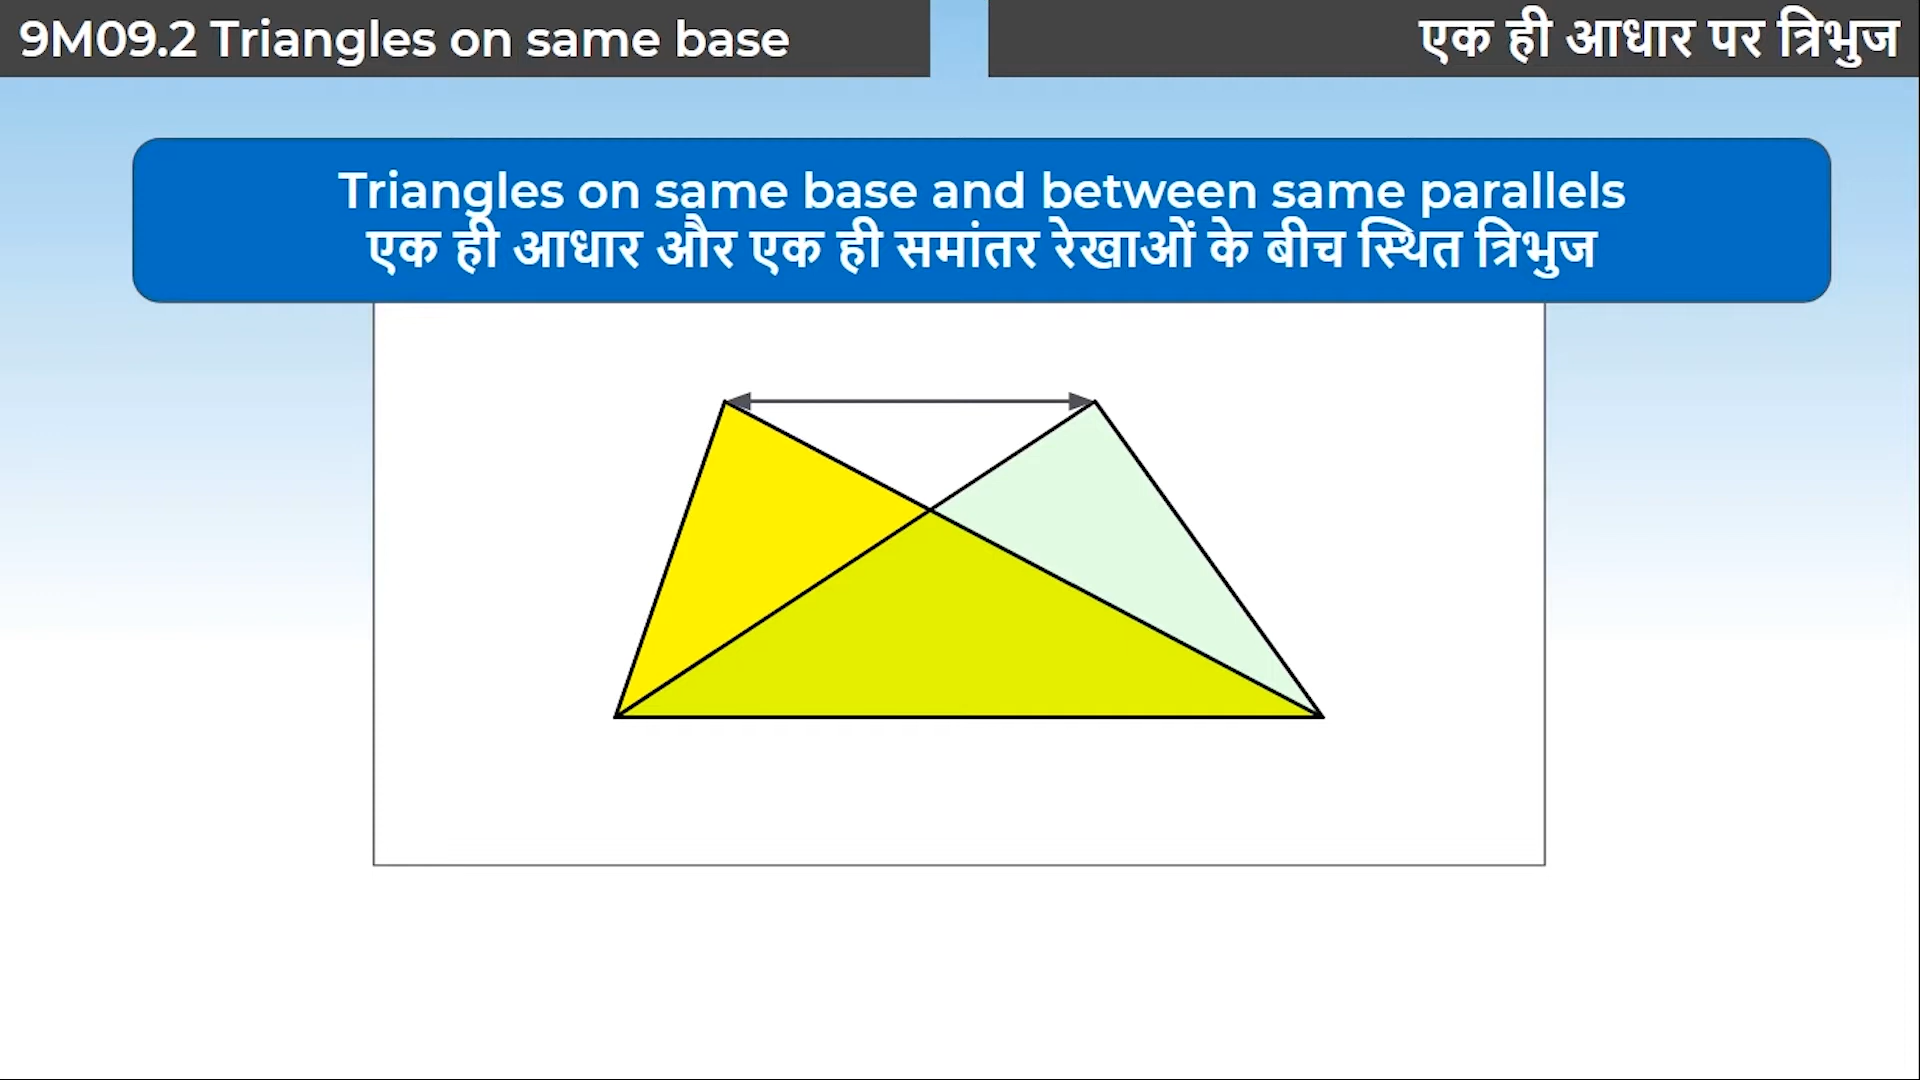 9M09.2 Triangles on same base
एक ही आधार पर त्रिभुज
Triangles on same base and between same parallels
एक ही आधार और एक ही समांतर रेखाओं के बीच स्थित त्रिभुज